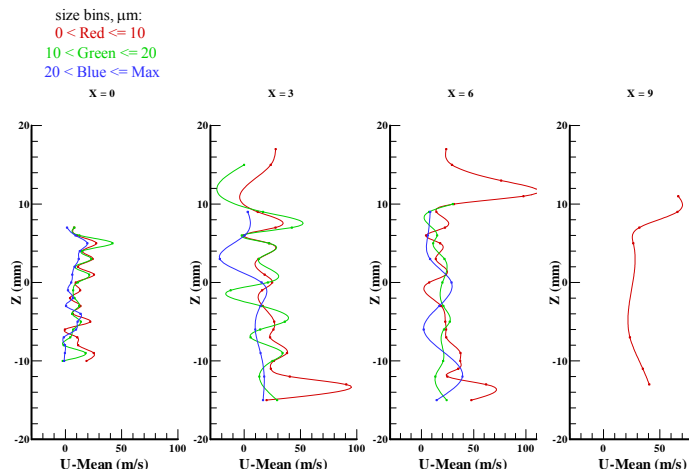 size bins, µm:
0 < Red <= 10
10 < Green <= 20
20 < Blue <= Max
X = 0
X = 3
X = 6
X = 9
20
10
0
-10
-20
Z (mm)
0
50
100
U-Mean (m/s)
20
10
0
-10
-20
Z (mm)
0
50
100
U-Mean (m/s)
20
10
0
-10
-20
Z (mm)
0
50
100
U-Mean (m/s)
20
10
0
-10
-20
Z (mm)
0
50
100
U-Mean (m/s)